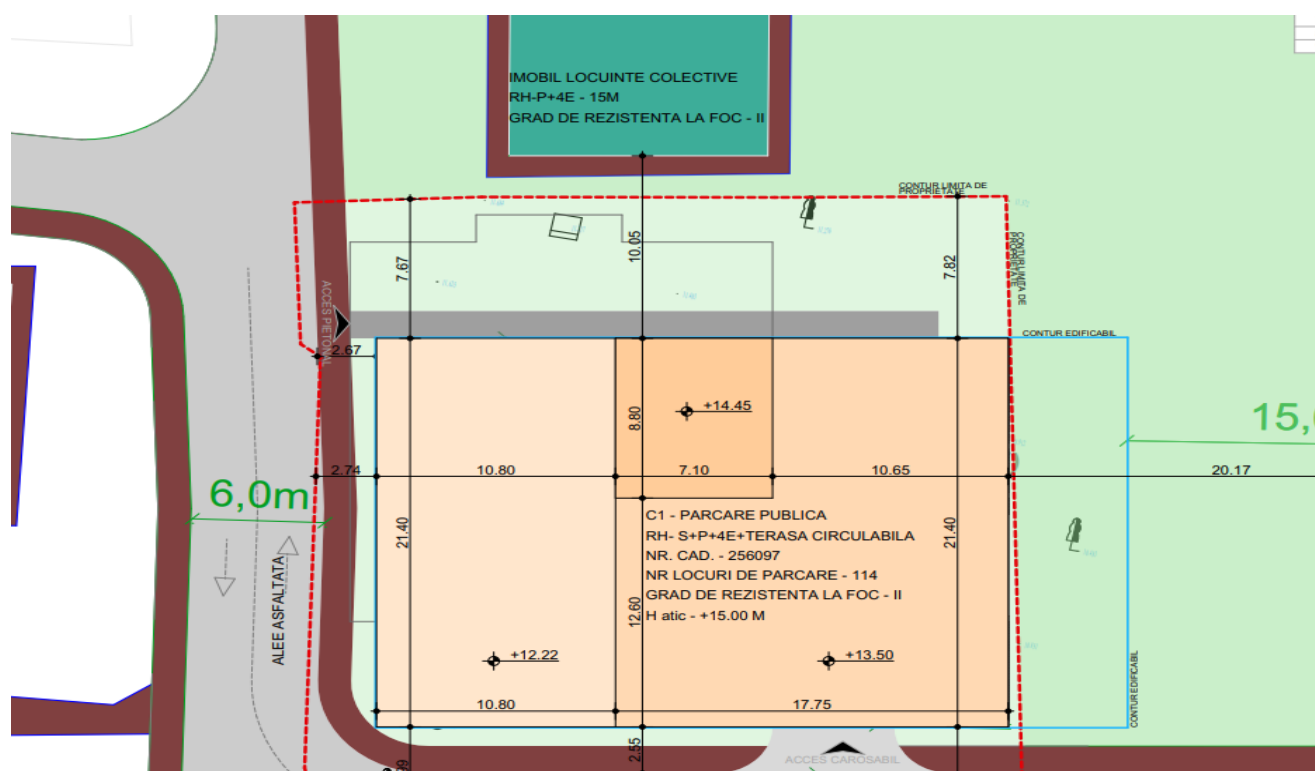 IMOBIL LOCUINTE COLECTIVE
RH-P+4E - 15M
GRAD DE REZISTENTA LA FOC - II
CONTUR LIMITA DE
PROPRIETATE
CONTUR LIMITA DE
PROPRIETATE
10.05
7.67
7.82
ACCES PIETONAL
CONTUR EDIFICABIL
2.67
+14.45
8.80
15,
2.74
10.80
7.10
10.65
20.17
6,0m
21.40
21.40
C1 - PARCARE PUBLICA
RH- S+P+4E+TERASA CIRCULABILA
NR. CAD. - 256097
NR LOCURI DE PARCARE - 114
GRAD DE REZISTENTA LA FOC - II
H atic - +15.00 M
ALEE ASFALTATA
12.60
+12.22
+13.50
CONTUR EDIFICABIL
10.80
17.75
2.55
ACCES CAROSABIL